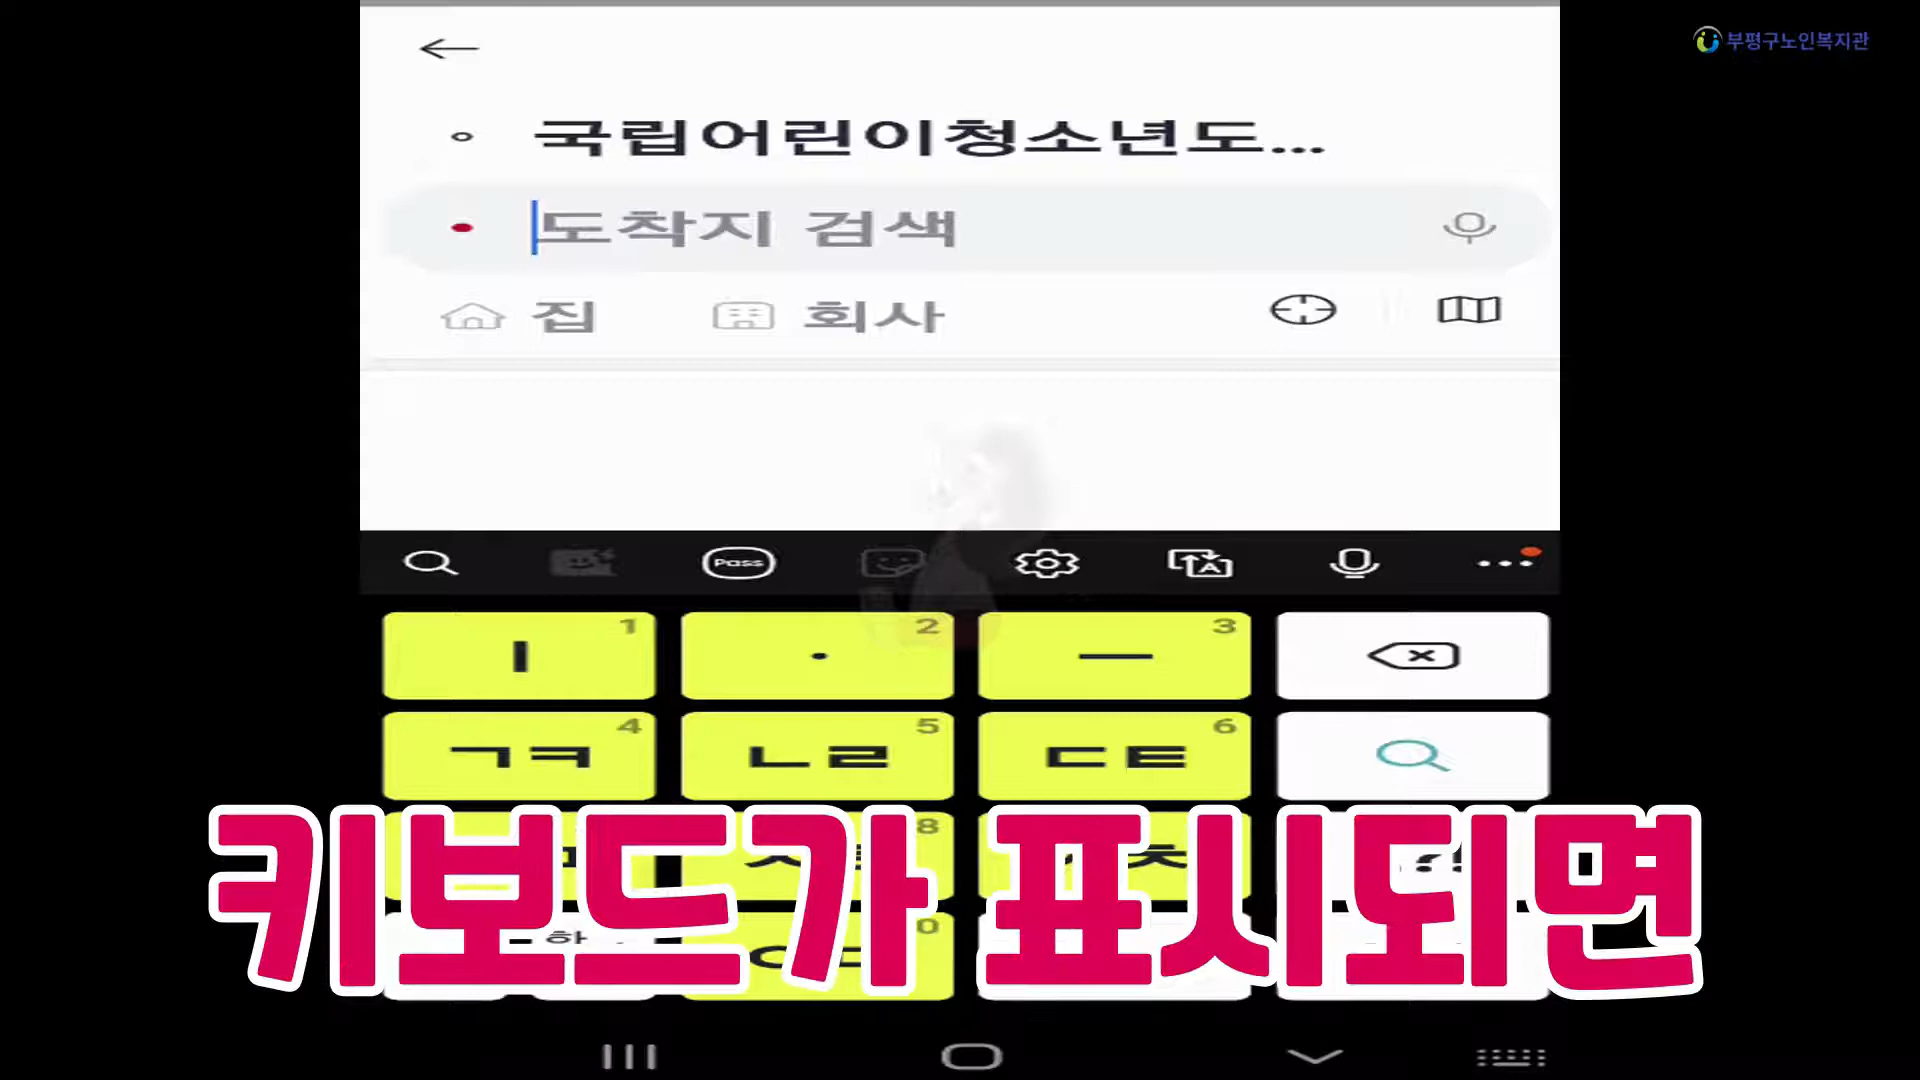 부평구노인복지관
국립어린이청소년도...
도착지 검색
집 회사
Pass
A
1 2 3
ㅣ · ㅡ
4 5 6
ㄱㅋ ㄴㄹ ㄷㅌ
8
0
키보드가 표시되면